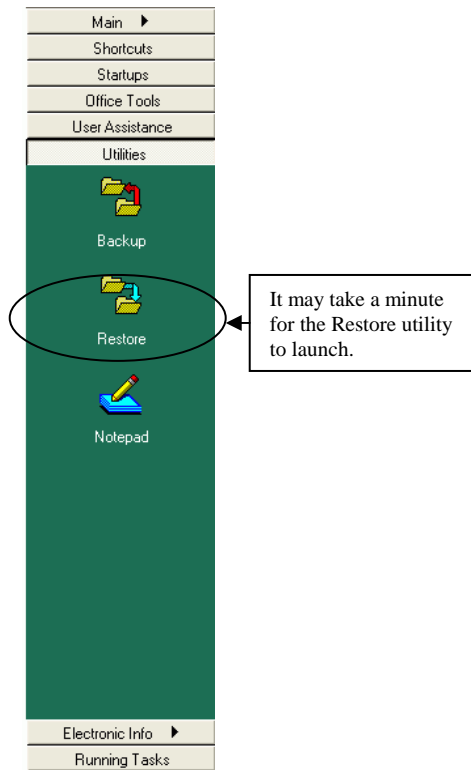 Main
Shortcuts
Startups
Office Tools
User Assistance
Utilities
Backup
Restore
It may take a minute
for the Restore utility
to launch.
Notepad
Electronic Info
Running Tasks